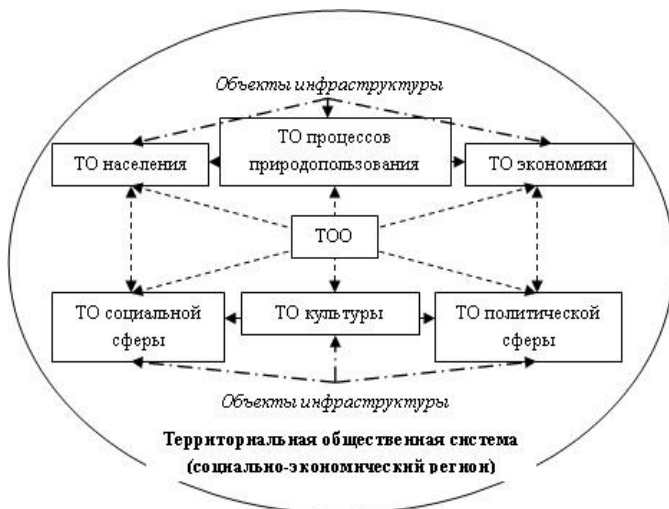 Объекты инфраструктуры
ТО процессов
природопользования
ТО населения
ТО экономики
ТОО
ТО социальной
сферы
ТО культуры
ТО политической
сферы
Объекты инфраструктуры
Территориальная общественная система
(социально-экономический регион)